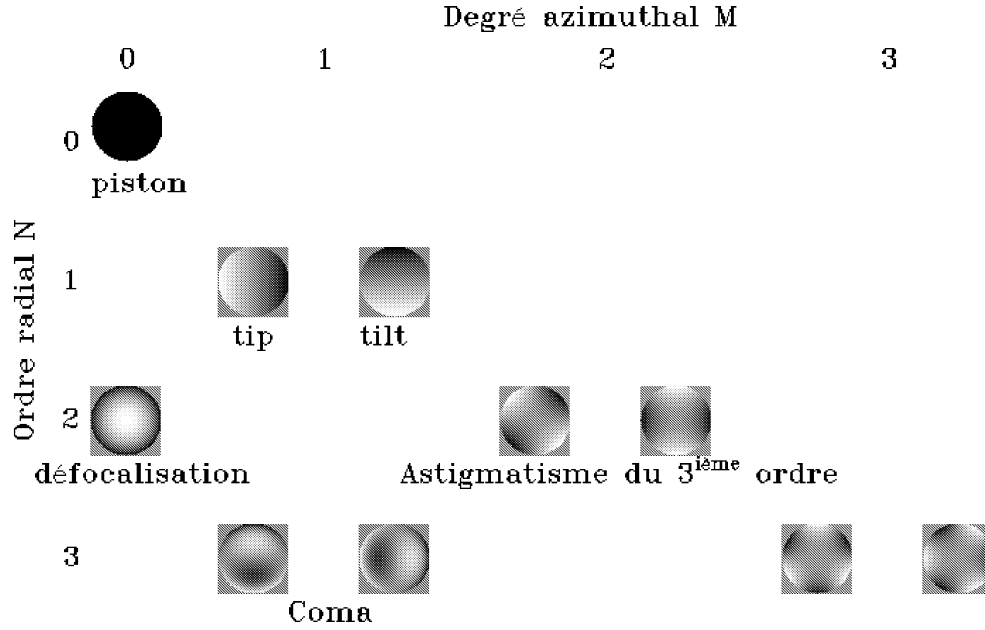 Degré azimuthal M
0 1 2 3
Ordre radial N
0
piston
1
tip tilt
2
défocalisation Astigmatisme du 3ième ordre
3
Coma